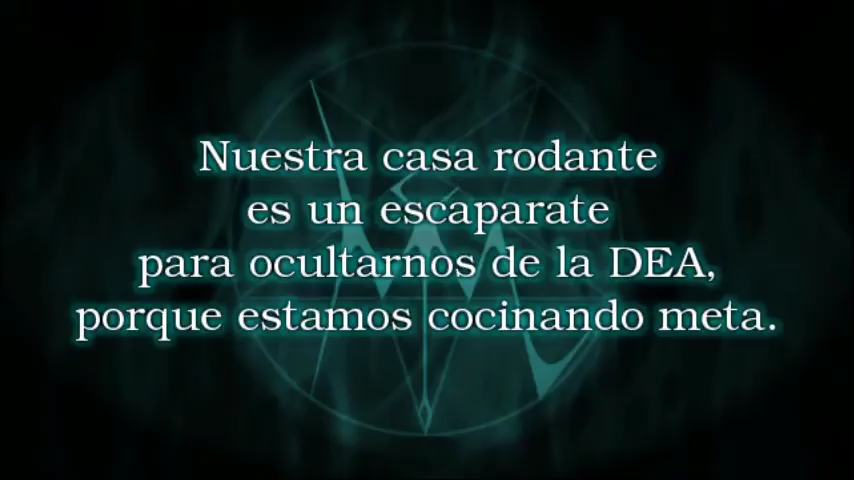 Nuestra casa rodante
es un escaparate
para ocultarnos de la DEA,
porque estamos cocinando meta.